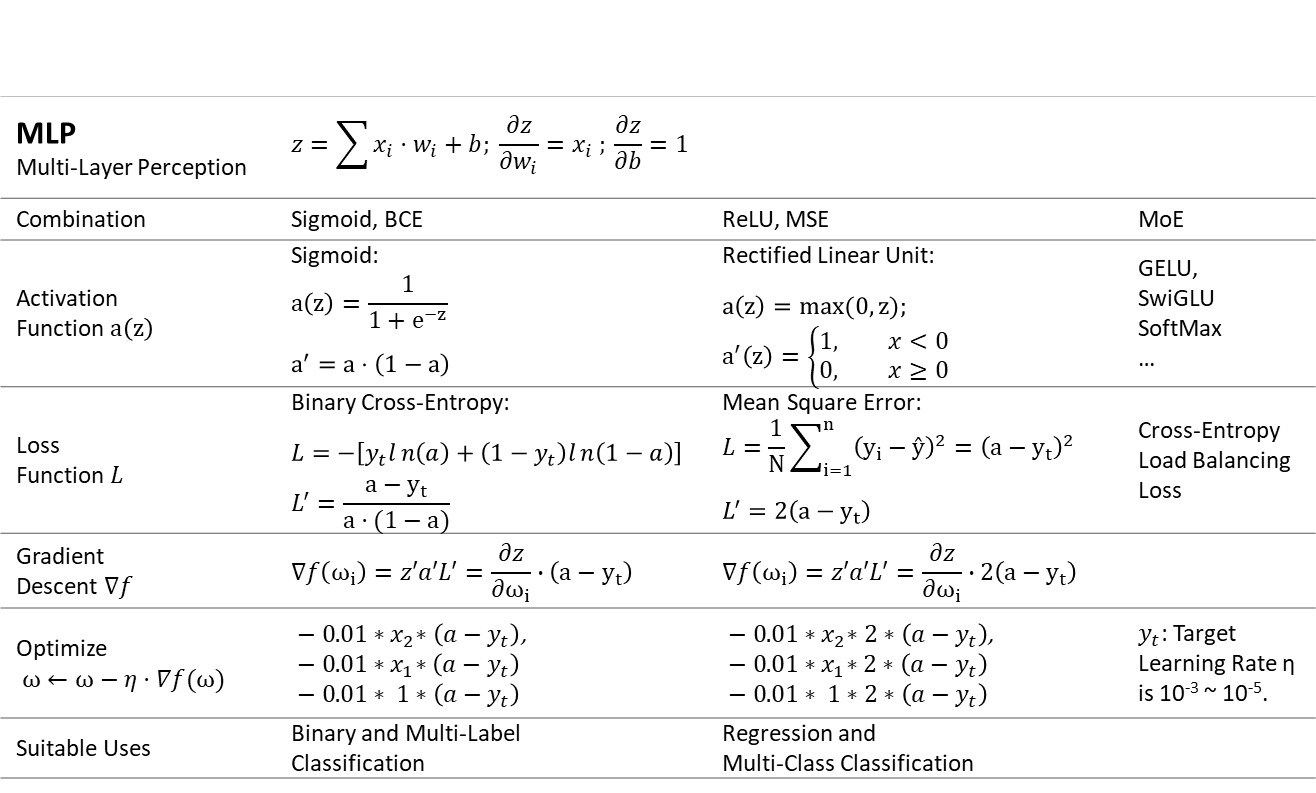 MLP
Multi-Layer Perception
z = ∑ xᵢ · wᵢ + b; ∂z/∂wᵢ = xᵢ ; ∂z/∂b = 1
Combination
Sigmoid, BCE
ReLU, MSE
MoE
Activation
Function a(z)
Sigmoid:
a(z) = 1/(1 + e⁻ᶻ)
a′ = a · (1 − a)
Rectified Linear Unit:
a(z) = max(0, z);
a′(z) = {1, x < 0
0, x ≥ 0
GELU,
SwiGLU
SoftMax
...
Loss
Function L
Binary Cross-Entropy:
L = −[yₜln(a) + (1 − yₜ)ln(1 − a)]
L′ = (a − yₜ)/(a · (1 − a))
Mean Square Error:
L = 1/N ∑ⁿᵢ₌₁ (yᵢ − ŷ)² = (a − yₜ)²
L′ = 2(a − yₜ)
Cross-Entropy
Load Balancing
Loss
Gradient
Descent ∇f
∇f(ωᵢ) = z′a′L′ = ∂z/∂ωᵢ · (a − yₜ)
∇f(ωᵢ) = z′a′L′ = ∂z/∂ωᵢ · 2(a − yₜ)
Optimize
ω ← ω − η · ∇f(ω)
− 0.01 * x₂ * (a − yₜ),
− 0.01 * x₁ * (a − yₜ)
− 0.01 * 1 * (a − yₜ)
− 0.01 * x₂ * 2 * (a − yₜ),
− 0.01 * x₁ * 2 * (a − yₜ)
− 0.01 * 1 * 2 * (a − yₜ)
yₜ: Target
Learning Rate η
is 10⁻³ ~ 10⁻⁵.
Suitable Uses
Binary and Multi-Label
Classification
Regression and
Multi-Class Classification